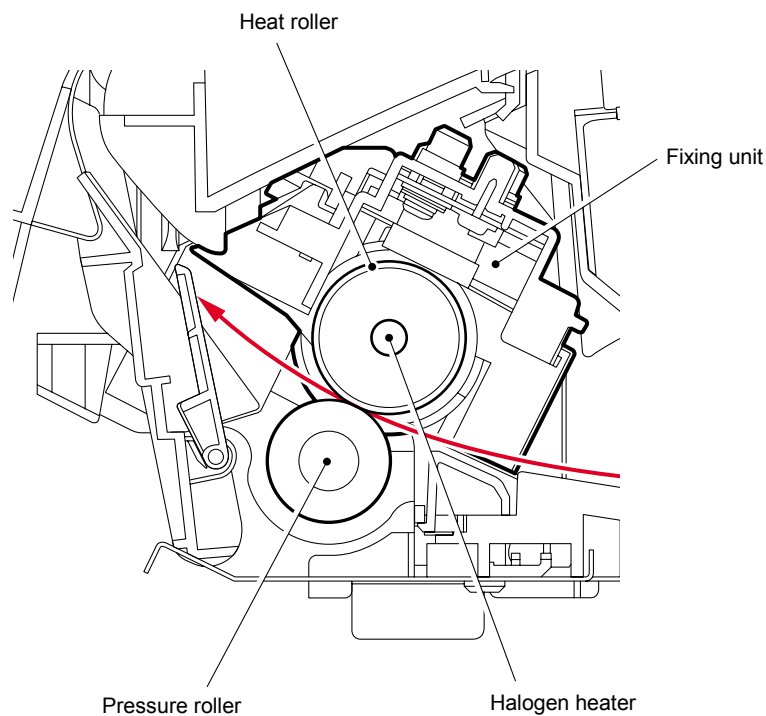 Heat roller
Fixing unit
Pressure roller
Halogen heater